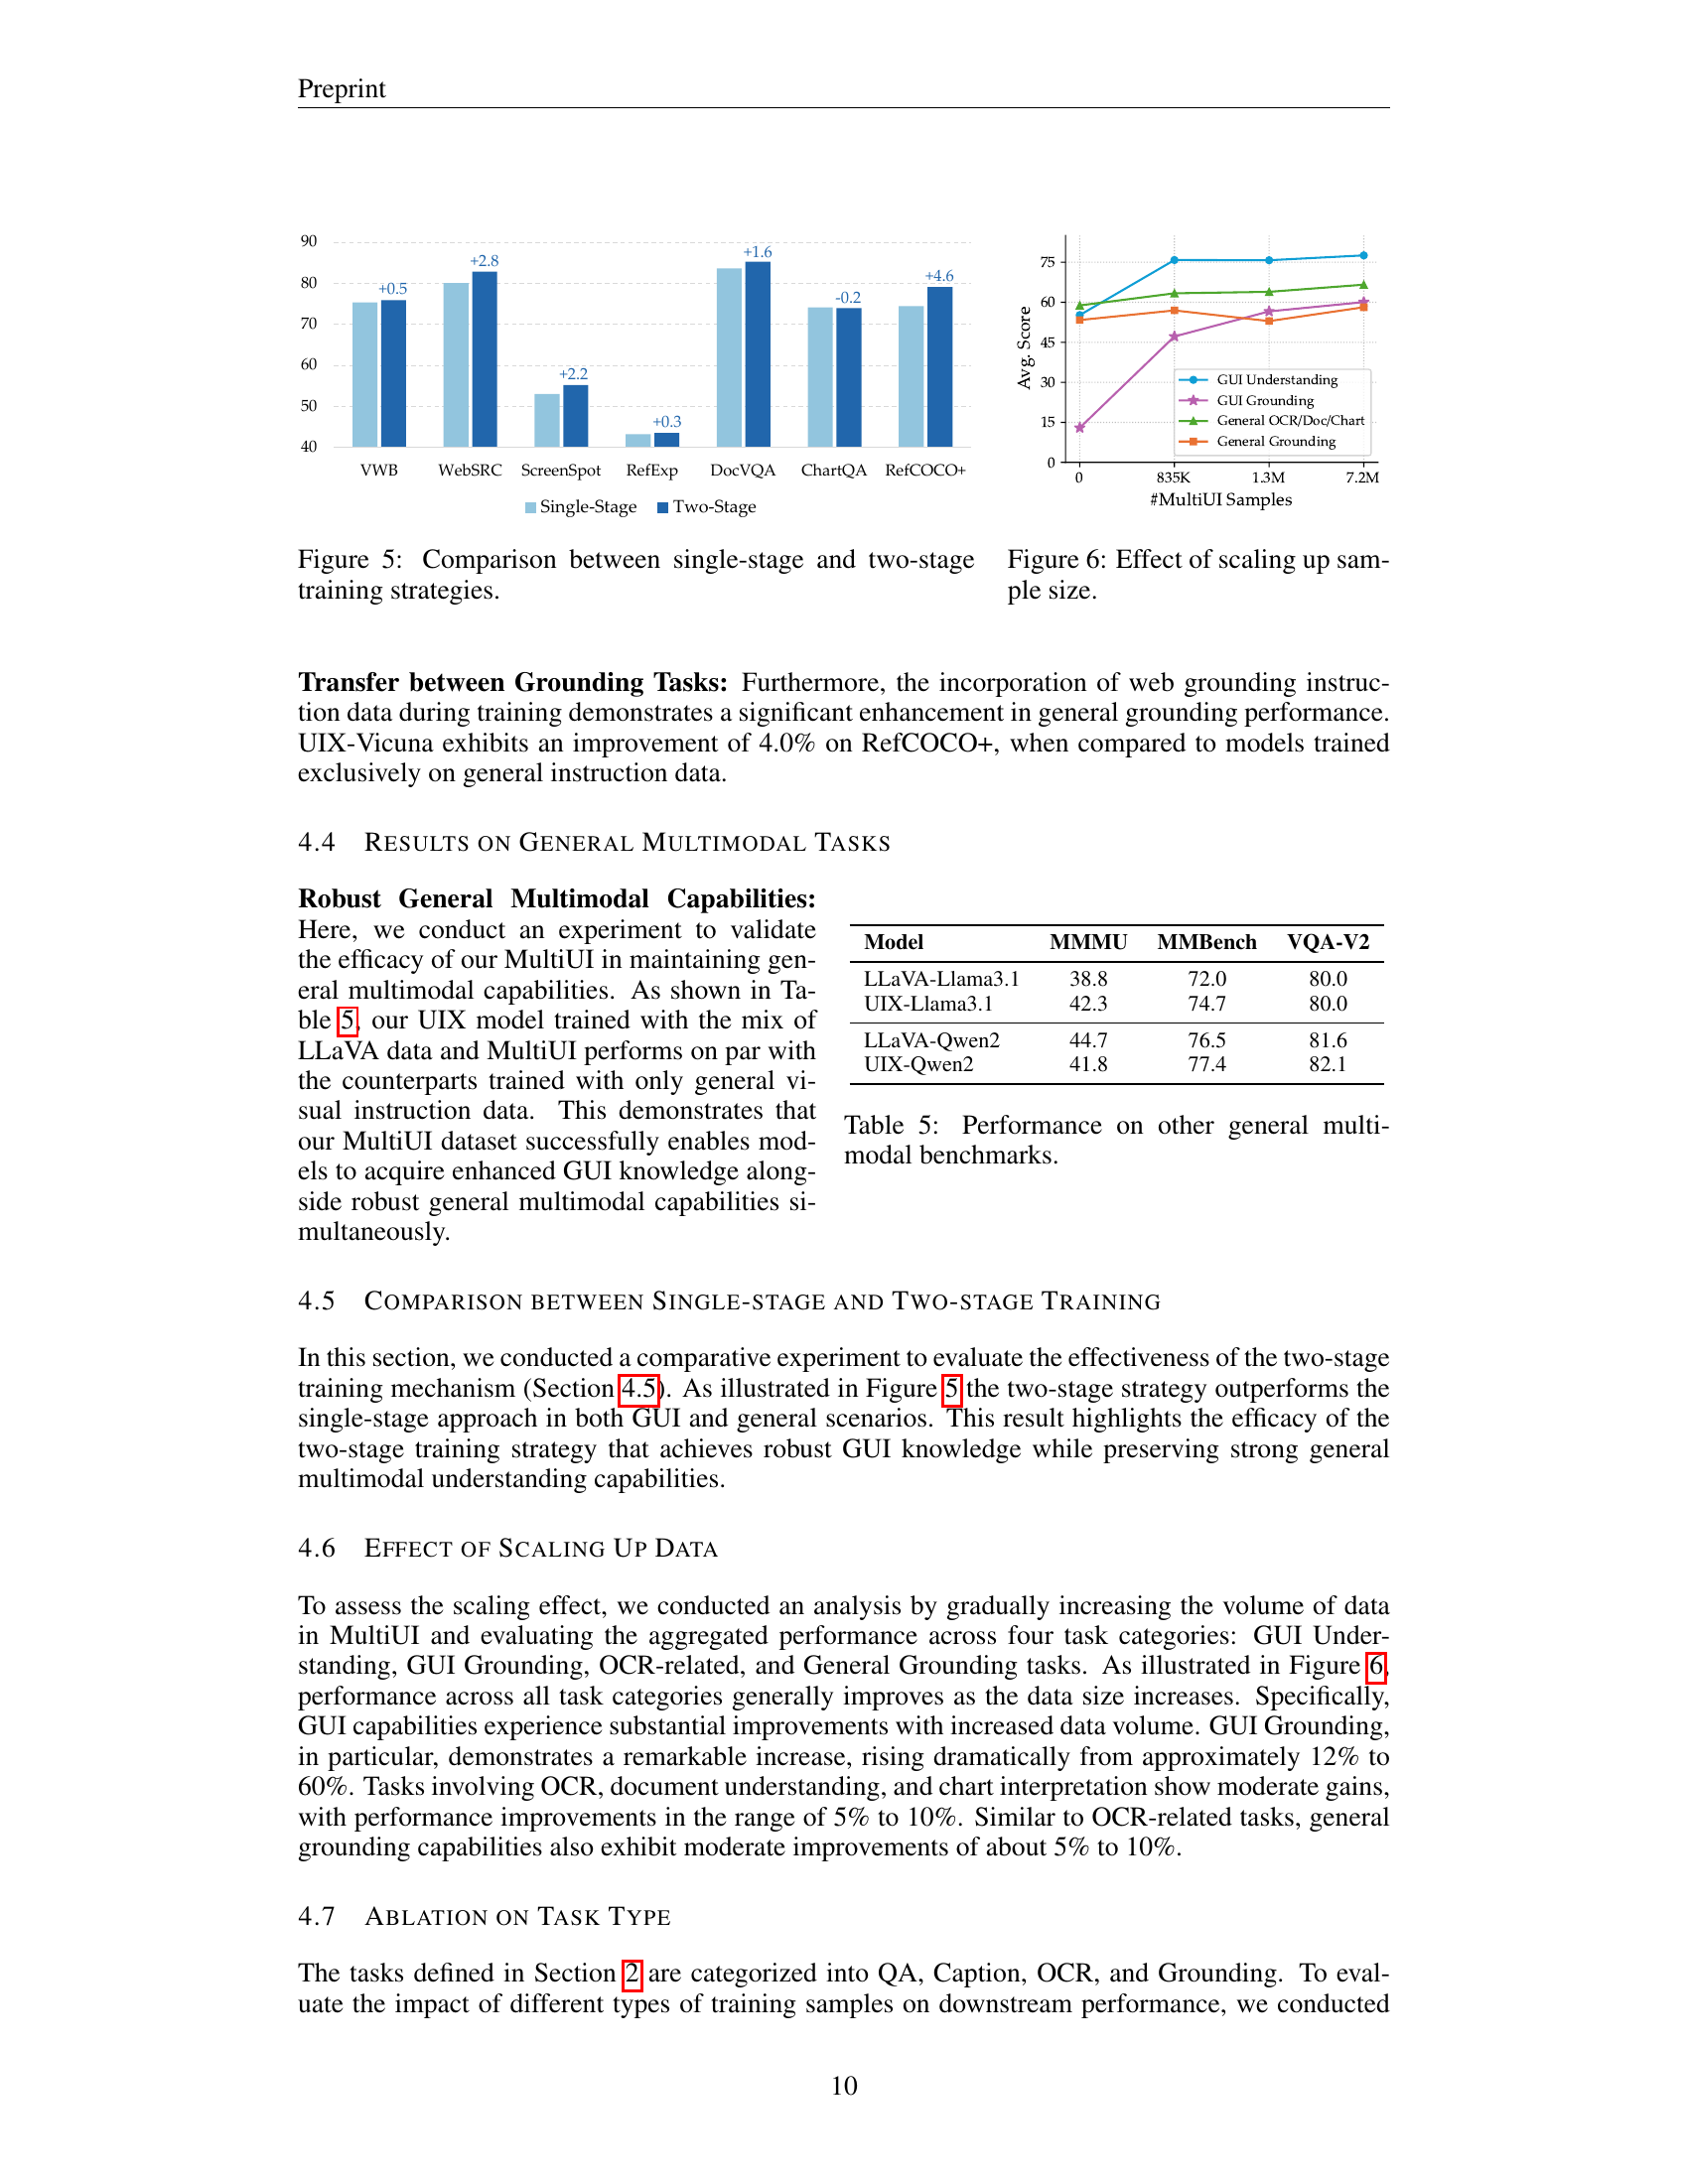 Preprint
90
80
70
60
50
40
+0.5
+2.8
+2.2
+0.3
+1.6
-0.2
+4.6
VWB WebSRC ScreenSpot RefExp DocVQA ChartQA RefCOCO+
Single-Stage Two-Stage
75
60
45
30
15
0
Avg. Score
GUI Understanding
GUI Grounding
General OCR/Doc/Chart
General Grounding
0 835K 1.3M 7.2M
#MultiUI Samples
Figure 5: Comparison between single-stage and two-stage
training strategies.
Figure 6: Effect of scaling up sam-
ple size.
Transfer between Grounding Tasks: Furthermore, the incorporation of web grounding instruc-
tion data during training demonstrates a significant enhancement in general grounding performance.
UIX-Vicuna exhibits an improvement of 4.0% on RefCOCO+, when compared to models trained
exclusively on general instruction data.
4.4 RESULTS ON GENERAL MULTIMODAL TASKS
Robust General Multimodal Capabilities:
Here, we conduct an experiment to validate
the efficacy of our MultiUI in maintaining gen-
eral multimodal capabilities. As shown in Ta-
ble 5, our UIX model trained with the mix of
LLaVA data and MultiUI performs on par with
the counterparts trained with only general vi-
sual instruction data. This demonstrates that
our MultiUI dataset successfully enables mod-
els to acquire enhanced GUI knowledge along-
side robust general multimodal capabilities si-
multaneously.
Model MMMU MMBench VQA-V2
LLaVA-Llama3.1 38.8 72.0 80.0
UIX-Llama3.1 42.3 74.7 80.0
LLaVA-Qwen2 44.7 76.5 81.6
UIX-Qwen2 41.8 77.4 82.1
Table 5: Performance on other general multi-
modal benchmarks.
4.5 COMPARISON BETWEEN SINGLE-STAGE AND TWO-STAGE TRAINING
In this section, we conducted a comparative experiment to evaluate the effectiveness of the two-stage
training mechanism (Section 4.5). As illustrated in Figure 5 the two-stage strategy outperforms the
single-stage approach in both GUI and general scenarios. This result highlights the efficacy of the
two-stage training strategy that achieves robust GUI knowledge while preserving strong general
multimodal understanding capabilities.
4.6 EFFECT OF SCALING UP DATA
To assess the scaling effect, we conducted an analysis by gradually increasing the volume of data
in MultiUI and evaluating the aggregated performance across four task categories: GUI Under-
standing, GUI Grounding, OCR-related, and General Grounding tasks. As illustrated in Figure 6,
performance across all task categories generally improves as the data size increases. Specifically,
GUI capabilities experience substantial improvements with increased data volume. GUI Grounding,
in particular, demonstrates a remarkable increase, rising dramatically from approximately 12% to
60%. Tasks involving OCR, document understanding, and chart interpretation show moderate gains,
with performance improvements in the range of 5% to 10%. Similar to OCR-related tasks, general
grounding capabilities also exhibit moderate improvements of about 5% to 10%.
4.7 ABLATION ON TASK TYPE
The tasks defined in Section 2 are categorized into QA, Caption, OCR, and Grounding. To eval-
uate the impact of different types of training samples on downstream performance, we conducted
10